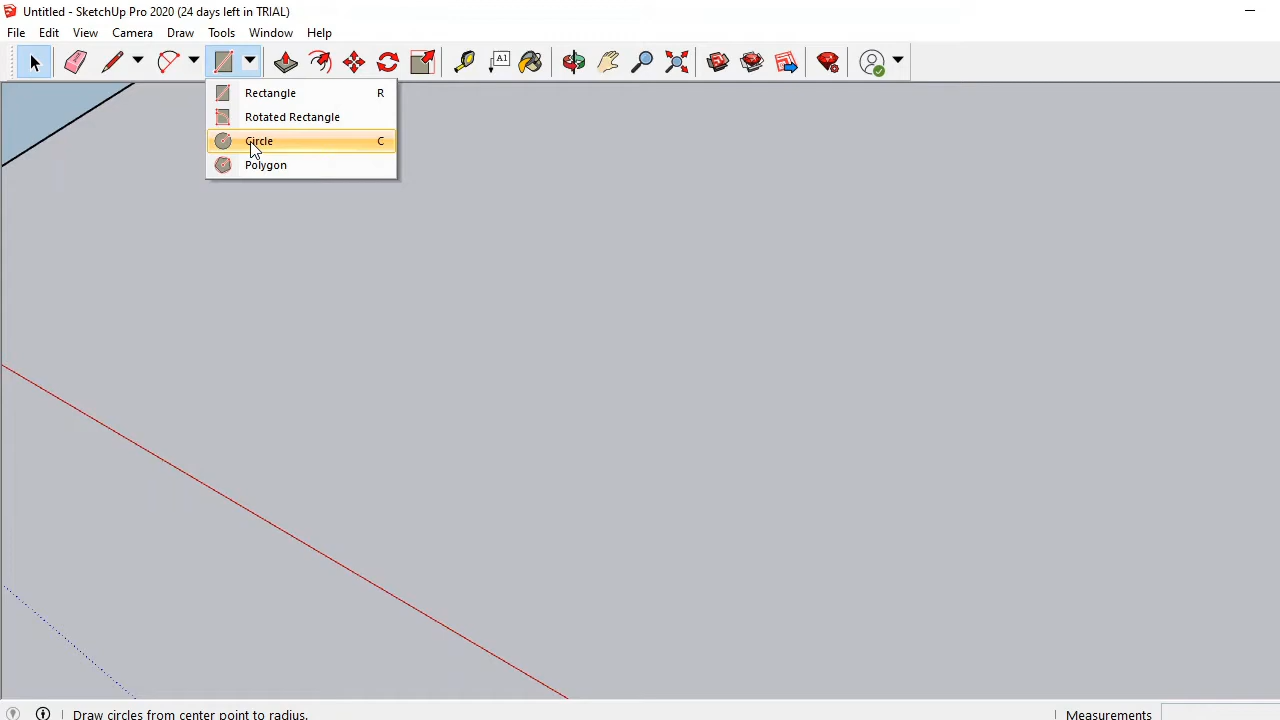 Untitled - SketchUp Pro 2020 (24 days left in TRIAL)
File Edit View Camera Draw Tools Window Help
A1
Rectangle R
Rotated Rectangle
Circle C
Polygon
Draw circles from center point to radius.
Measurements